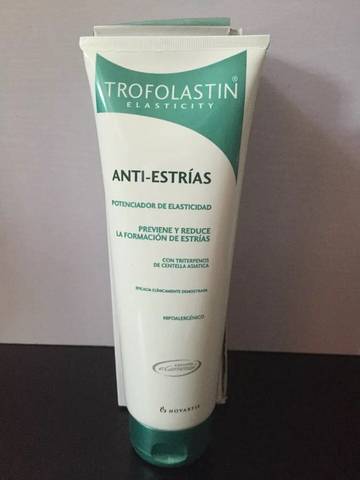 TROFOLASTIN®
ELASTICITY
ANTI-ESTRÍAS
POTENCIADOR DE ELASTICIDAD
PREVIENE Y REDUCE
LA FORMACIÓN DE ESTRÍAS
CON TRITERPENOS
DE CENTELLA ASIATICA
EFICACIA CLÍNICAMENTE DEMOSTRADA
HIPOALERGÉNICO
NOVARTIS